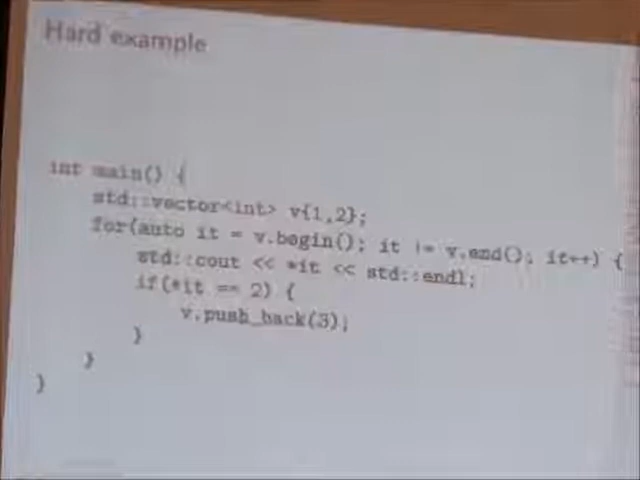 Hard example
int main() {
std::vector<int> v{1,2};
for(auto it = v.begin(); it != v.end(); it++) {
std::cout << *it << std::endl;
if(*it == 2) {
v.push_back(3);
}
}
}